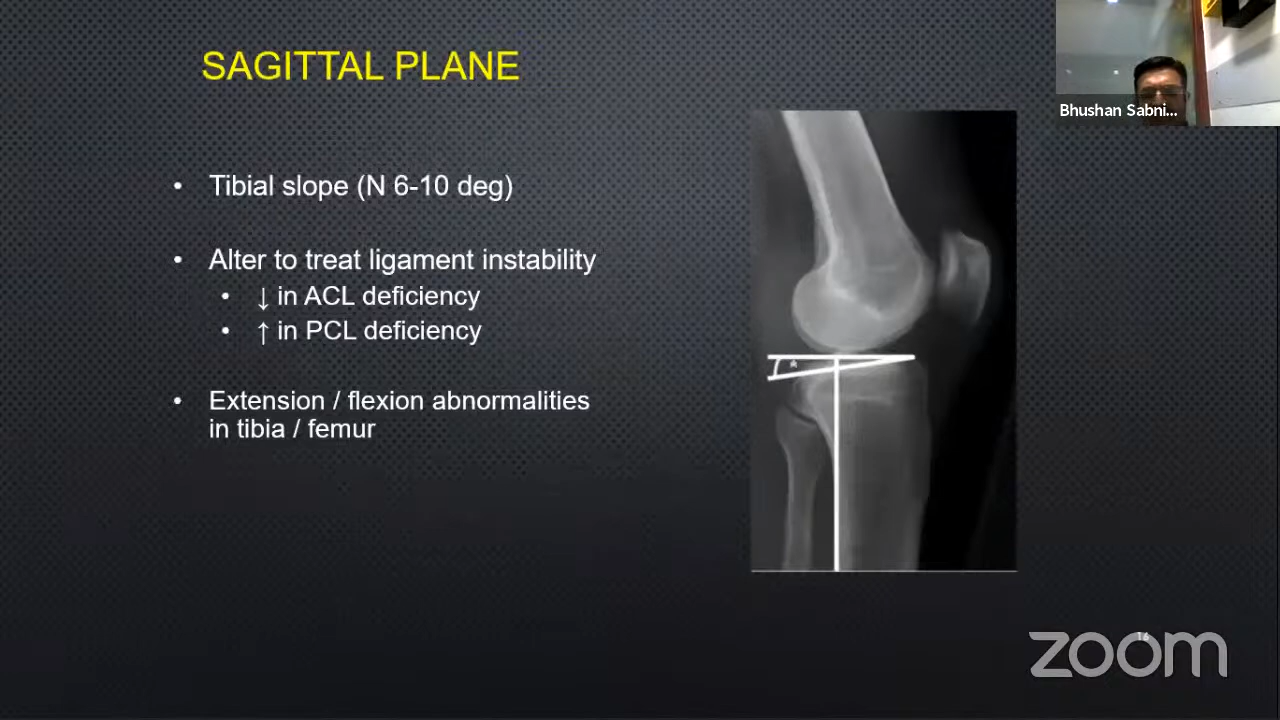 SAGITTAL PLANE
Bhushan Sabni...
• Tibial slope (N 6-10 deg)
• Alter to treat ligament instability
• ↓ in ACL deficiency
• ↑ in PCL deficiency
• Extension / flexion abnormalities
in tibia / femur
A
16
zoom